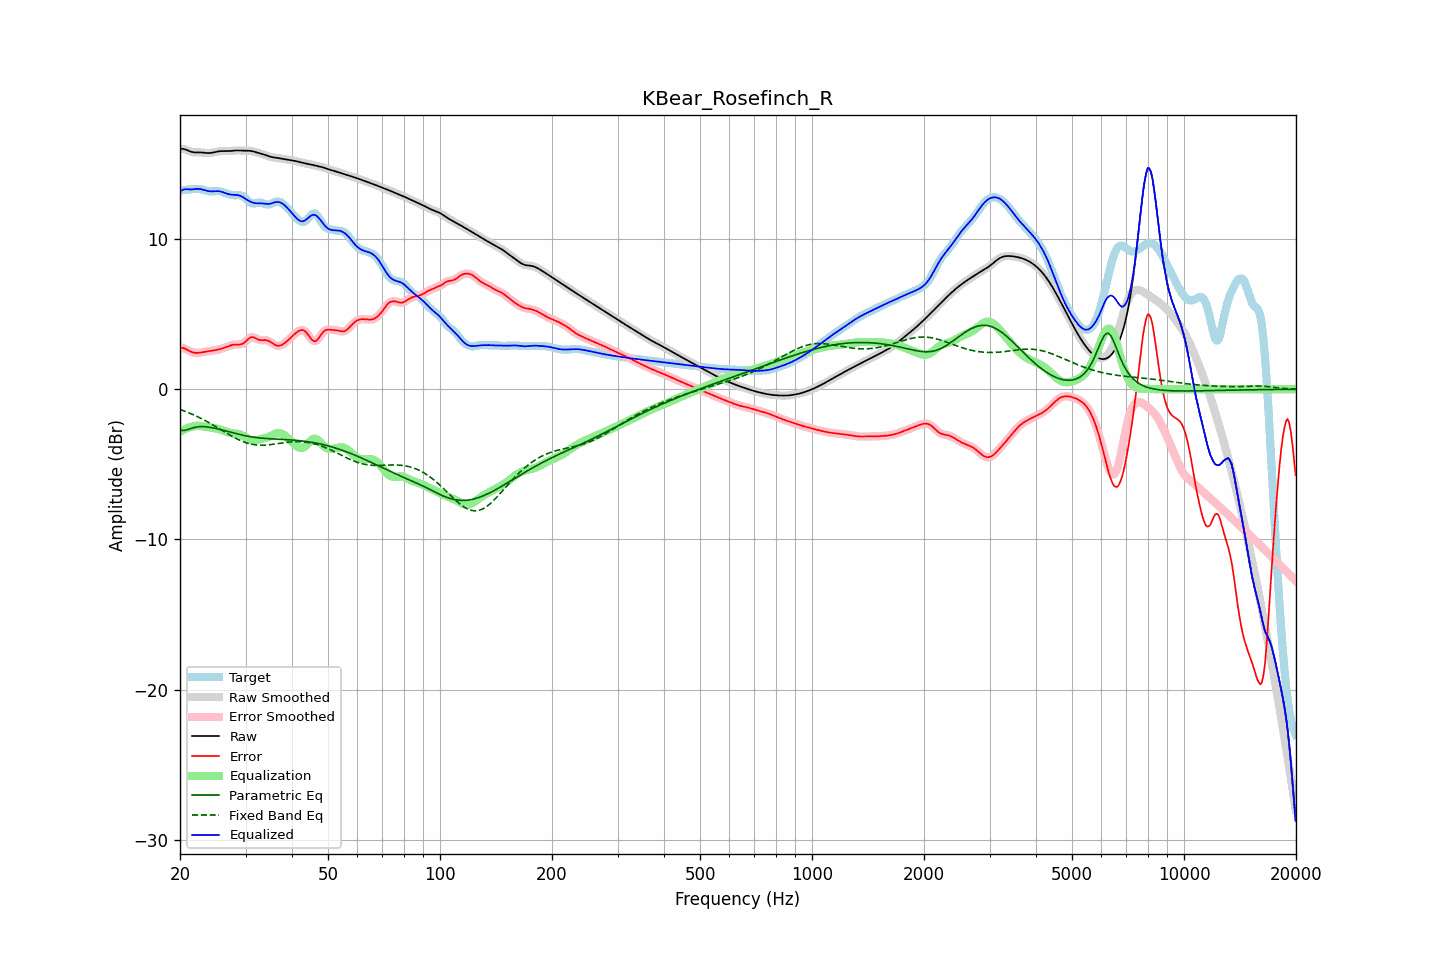 KBear_Rosefinch_R
Amplitude (dBr)
10
0
−10
−20
−30
Target
Raw Smoothed
Error Smoothed
Raw
Error
Equalization
Parametric Eq
Fixed Band Eq
Equalized
20 50 100 200 500 1000 2000 5000 10000 20000
Frequency (Hz)